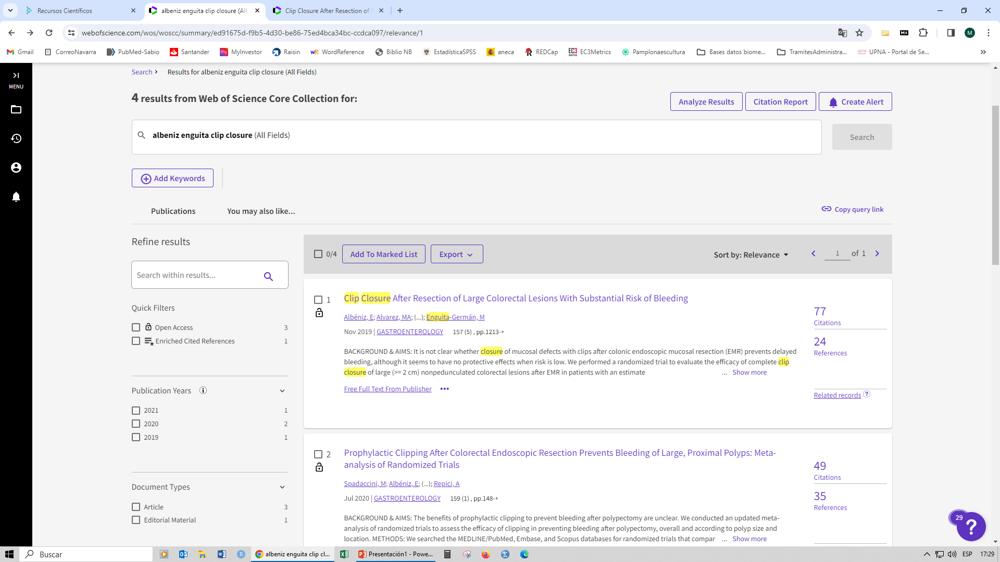 Recursos Científicos
albeniz enguita clip closure (All
Clip Closure After Resection of
webofscience.com/wos/woscc/summary/ed91675d-f9b5-4d30-be86-75ed4bca34bc-ccdca097/relevance/1
M
Gmail
CorreoNavarra
PubMed-Sabio
Santander
my MyInvestor
Raisin
WR WordReference
Biblio NB
EstadísticaSPSS
aneca
REDCap
EC3 EC3Metrics
Pamplonaescultura
Bases datos biome...
TramitesAdministra...
UPNA - Portal de Se...
MENU
Search > Results for albeniz enguita clip closure (All Fields)
4 results from Web of Science Core Collection for:
Analyze Results
Citation Report
Create Alert
albeniz enguita clip closure (All Fields)
Search
Add Keywords
Publications
You may also like...
Copy query link
Refine results
Search within results...
Quick Filters
Open Access 3
Enriched Cited References 1
Publication Years
2021 1
2020 2
2019 1
Document Types
Article 3
Editorial Material 1
0/4
Add To Marked List
Export
Sort by: Relevance
1 of 1
1
Clip Closure After Resection of Large Colorectal Lesions With Substantial Risk of Bleeding
Albéniz, E; Alvarez, MA; (...); Enguita-Germán, M
Nov 2019 | GASTROENTEROLOGY 157 (5) , pp.1213-+
BACKGROUND & AIMS: It is not clear whether closure of mucosal defects with clips after colonic endoscopic mucosal resection (EMR) prevents delayed
bleeding, although it seems to have no protective effects when risk is low. We performed a randomized trial to evaluate the efficacy of complete clip
closure of large (>= 2 cm) nonpedunculated colorectal lesions after EMR in patients with an estimate ... Show more
Free Full Text From Publisher •••
77
Citations
24
References
Related records ?
2
Prophylactic Clipping After Colorectal Endoscopic Resection Prevents Bleeding of Large, Proximal Polyps: Meta-
analysis of Randomized Trials
Spadaccini, M; Albéniz, E; (...); Repici, A
Jul 2020 | GASTROENTEROLOGY 159 (1) , pp.148-+
BACKGROUND & AIMS: The benefits of prophylactic clipping to prevent bleeding after polypectomy are unclear. We conducted an updated meta-
analysis of randomized trials to assess the efficacy of clipping in preventing bleeding after polypectomy, overall and according to polyp size and
location. METHODS: We searched the MEDLINE/PubMed, Embase, and Scopus databases for randomized trials that compar ... Show more
49
Citations
35
References
29
?
Buscar
albeniz enguita clip cl...
Presentación1 - Powe...
ESP
17:29